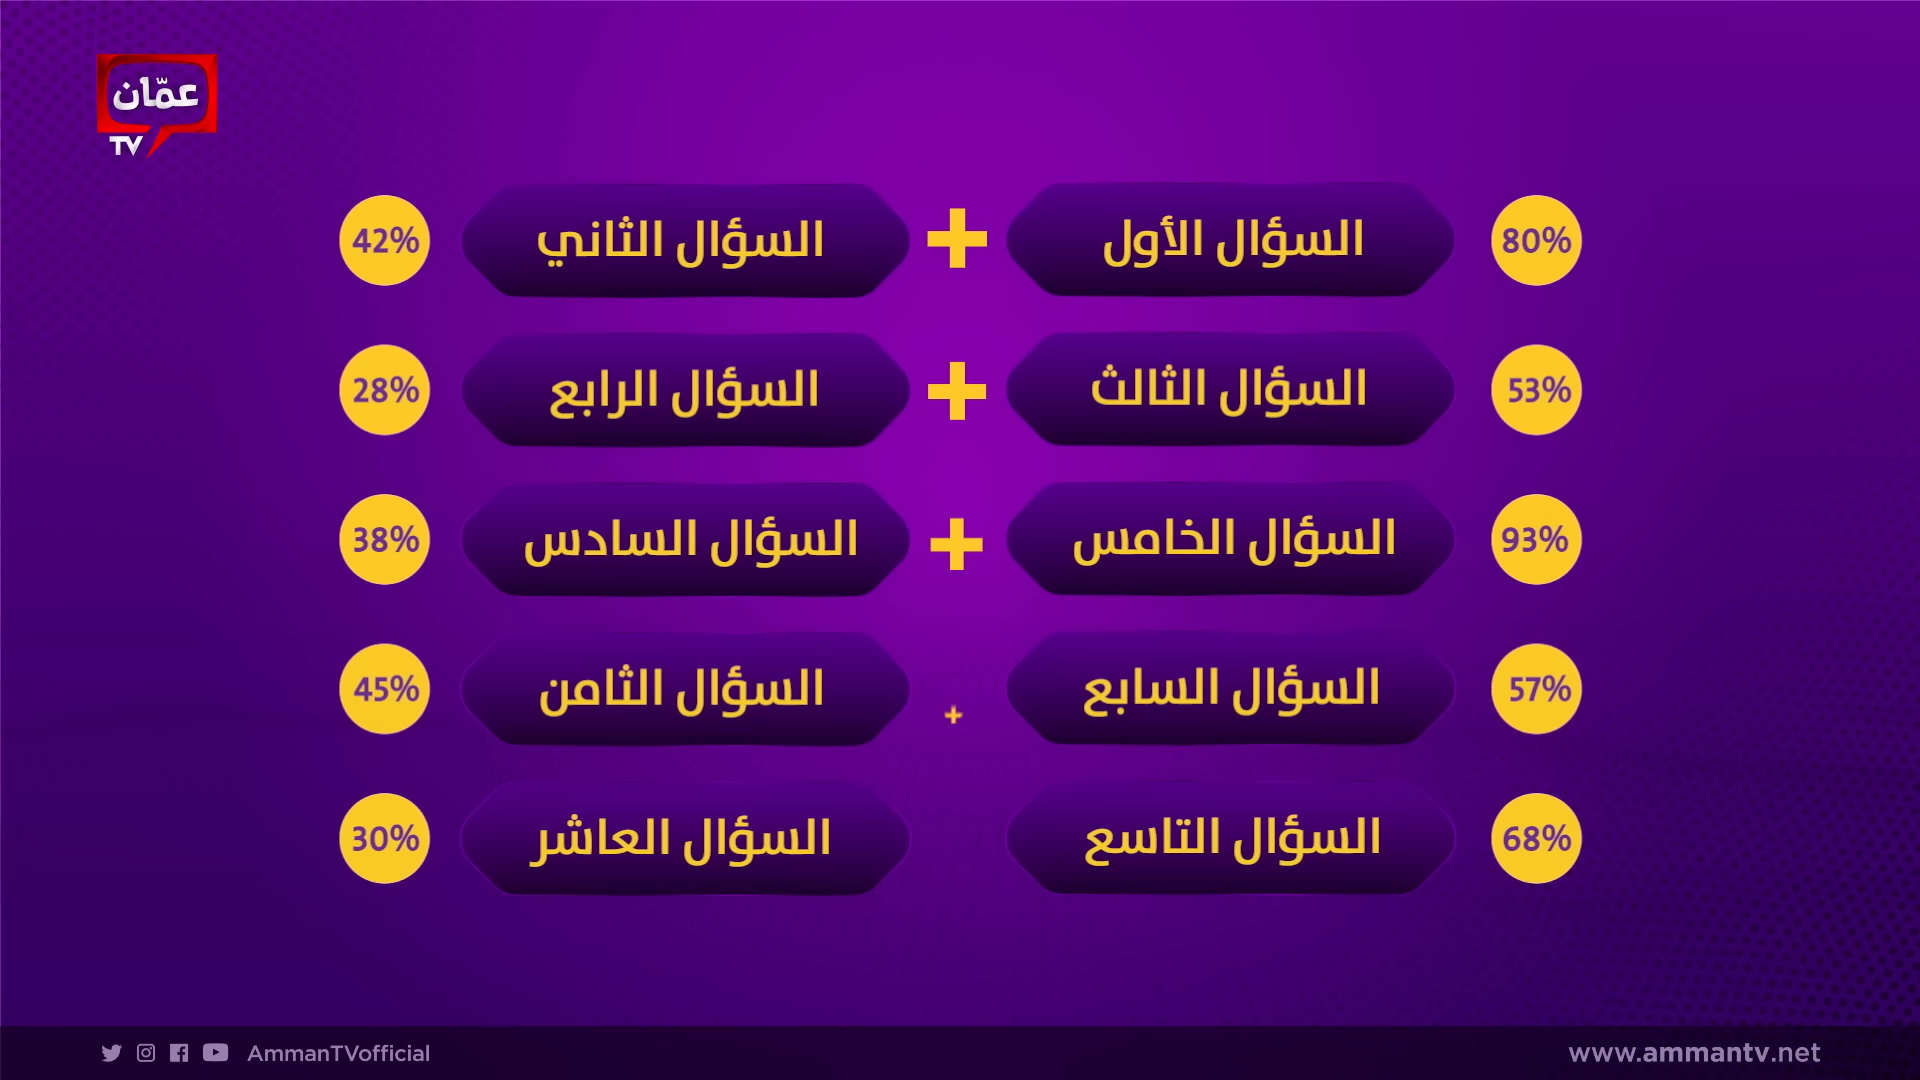 عمّان
TV
80% السؤال الأول + السؤال الثاني 42%
53% السؤال الثالث + السؤال الرابع 28%
93% السؤال الخامس + السؤال السادس 38%
57% السؤال السابع + السؤال الثامن 45%
68% السؤال التاسع السؤال العاشر 30%
AmmanTVofficial
www.ammantv.net